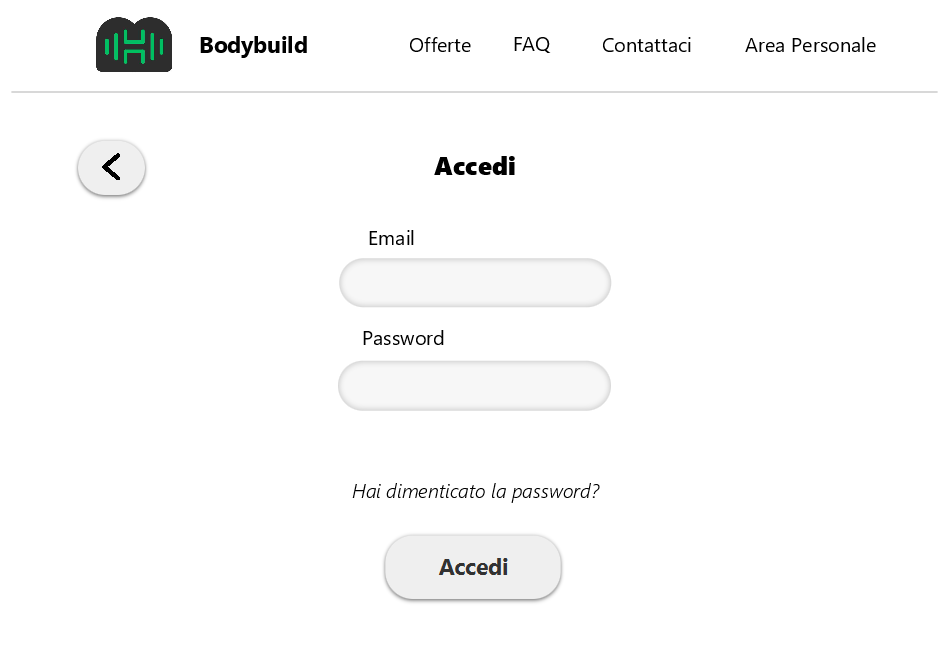 Bodybuild Offerte FAQ Contattaci Area Personale
Accedi
Email
Password
Hai dimenticato la password?
Accedi